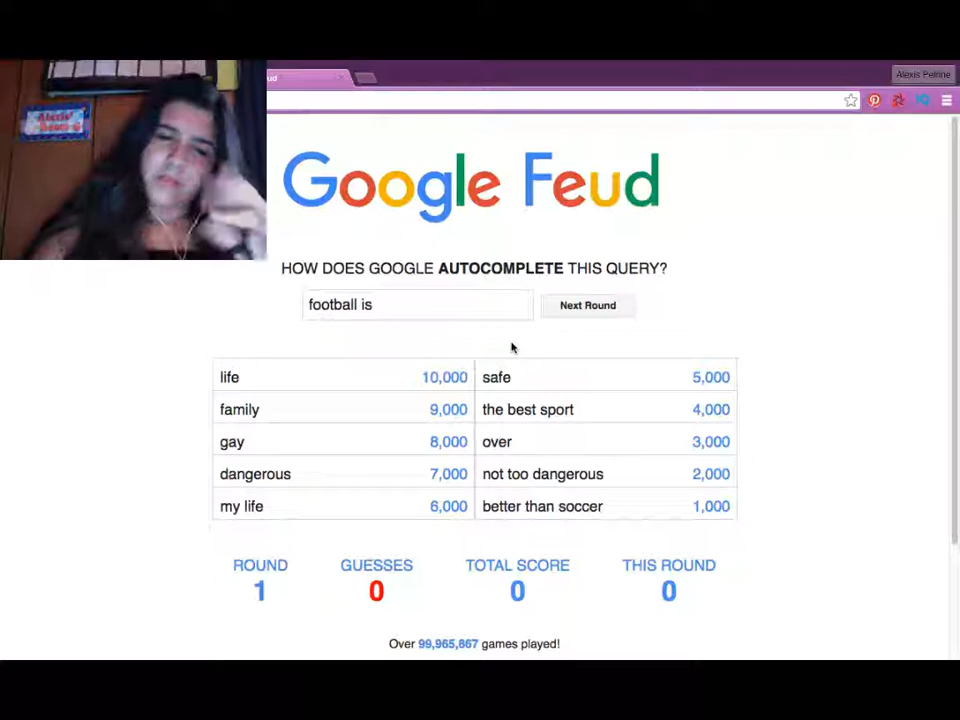 ud
Alexis Petrine
Google Feud
HOW DOES GOOGLE AUTOCOMPLETE THIS QUERY?
football is
Next Round
life 10,000 safe 5,000
family 9,000 the best sport 4,000
gay 8,000 over 3,000
dangerous 7,000 not too dangerous 2,000
my life 6,000 better than soccer 1,000
ROUND GUESSES TOTAL SCORE THIS ROUND
1 0 0 0
Over 99,965,867 games played!